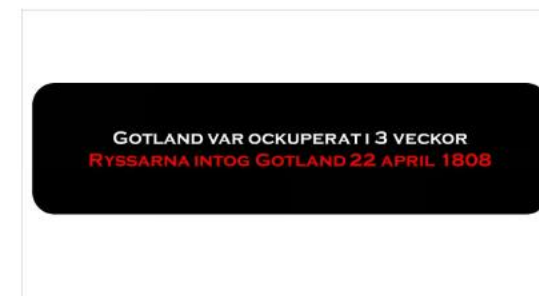 Gotland var ockuperat i 3 veckor
Ryssarna intog Gotland 22 april 1808